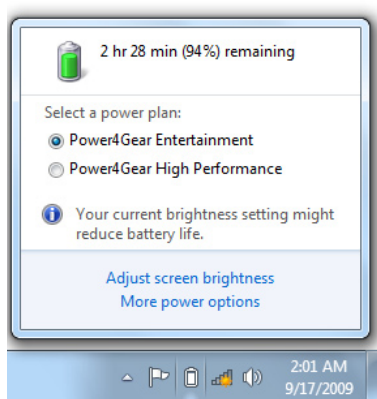 2 hr 28 min (94%) remaining
Select a power plan:
Power4Gear Entertainment
Power4Gear High Performance
Your current brightness setting might
reduce battery life.
Adjust screen brightness
More power options
2:01 AM
9/17/2009